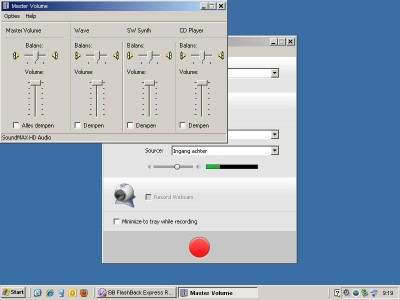 Master Volume
Opties Help
Master Volume Wave SW Synth CD Player
Balans: Balans: Balans: Balans:
Volume: Volume: Volume: Volume:
Alles dempen Dempen Dempen Dempen
SoundMAX HD Audio
Source: Ingang achter
Record Webcam
Minimize to tray while recording
Start BB FlashBack Express R... Master Volume 9:19